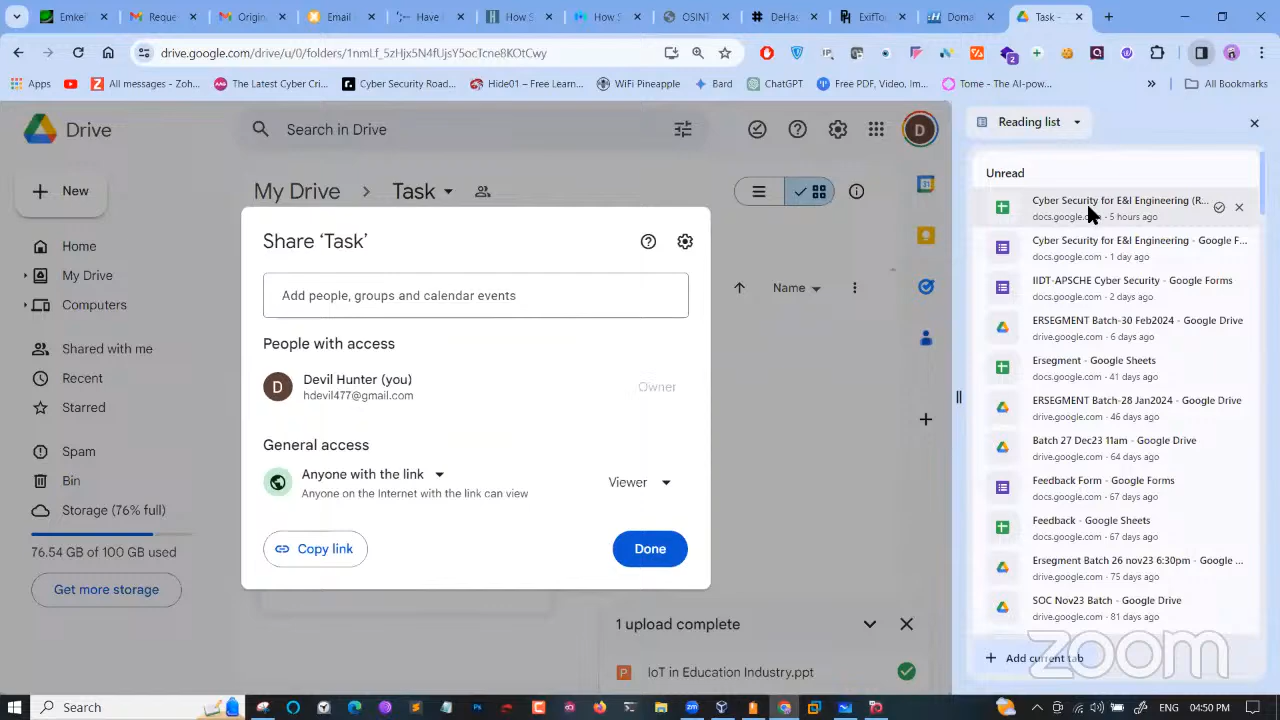 Emkei
Reque
Origin
Email
Have I
How S
How S
OSINT
DeHas
ExifTo
Doma
Task -
drive.google.com/drive/u/0/folders/1nmLf_5zHjx5N4fUjsY5ocTcne8KOtCwy
Apps
All messages - Zoh...
The Latest Cyber Cri...
Cyber Security Road...
Hide01 – Free Learn...
WiFi Pineapple
Bard
ChatGPT
Free PDF, Video, Im...
Tome - The AI-pow...
All Bookmarks
Drive
Search in Drive
D
Reading list
New
My Drive > Task
Unread
Cyber Security for E&I Engineering (R...
docs.google.c... · 5 hours ago
Cyber Security for E&I Engineering - Google F...
docs.google.com · 1 day ago
IIDT-APSCHE Cyber Security - Google Forms
docs.google.com · 2 days ago
ERSEGMENT Batch-30 Feb2024 - Google Drive
drive.google.com · 6 days ago
Ersegment - Google Sheets
docs.google.com · 41 days ago
ERSEGMENT Batch-28 Jan2024 - Google Drive
drive.google.com · 46 days ago
Batch 27 Dec23 11am - Google Drive
drive.google.com · 64 days ago
Feedback Form - Google Forms
docs.google.com · 67 days ago
Feedback - Google Sheets
docs.google.com · 67 days ago
Ersegment Batch 26 nov23 6:30pm - Google ...
drive.google.com · 75 days ago
SOC Nov23 Batch - Google Drive
drive.google.com · 81 days ago
Add current tab
zoom
Home
My Drive
Computers
Shared with me
Recent
Starred
Spam
Bin
Storage (76% full)
76.54 GB of 100 GB used
Get more storage
Name
Share ‘Task’
Add people, groups and calendar events
People with access
D
Devil Hunter (you)
hdevil477@gmail.com
Owner
General access
Anyone with the link
Anyone on the Internet with the link can view
Viewer
Copy link
Done
1 upload complete
IoT in Education Industry.ppt
Search
ENG
04:50 PM